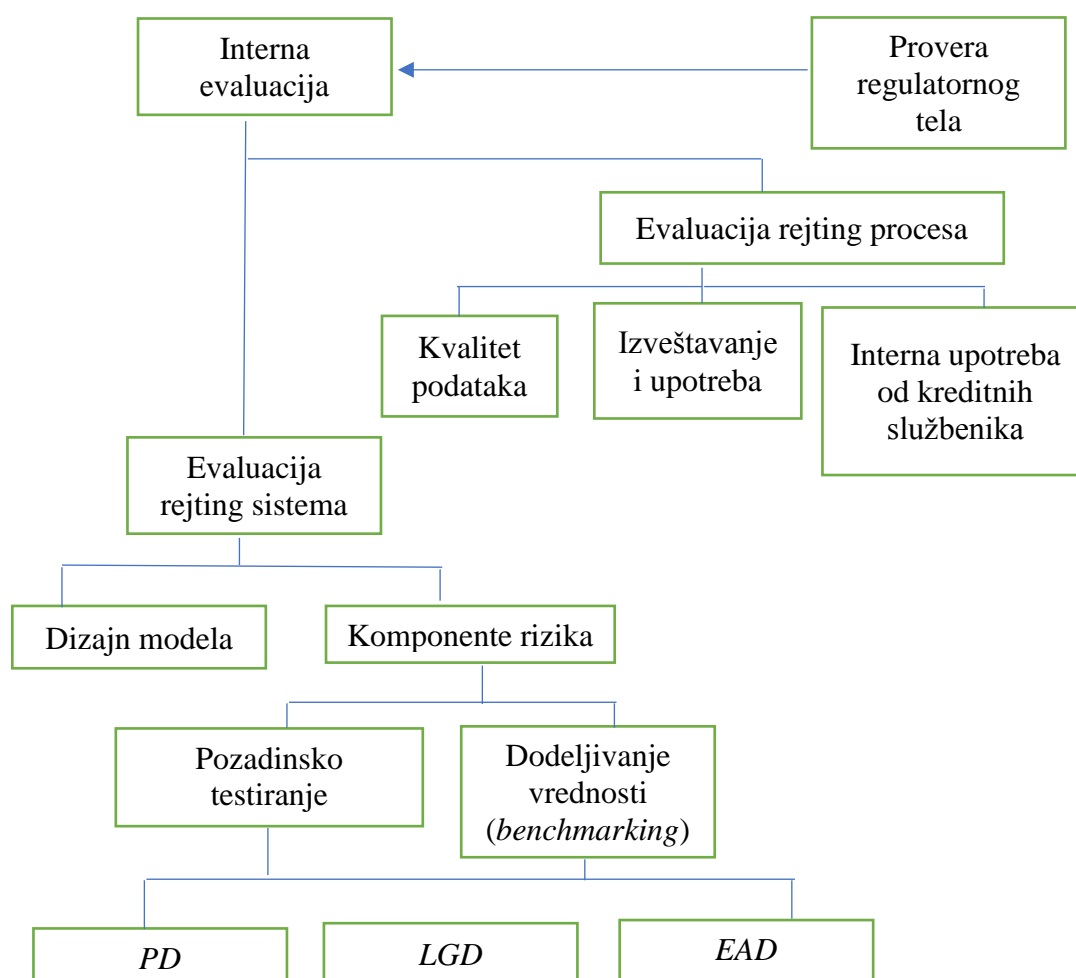 Interna
evaluacija
Provera
regulatornog
tela
Evaluacija rejting procesa
Kvalitet
podataka
Izveštavanje
i upotreba
Interna upotreba
od kreditnih
službenika
Evaluacija
rejting sistema
Dizajn modela
Komponente rizika
Pozadinsko
testiranje
Dodeljivanje
vrednosti
(benchmarking)
PD
LGD
EAD